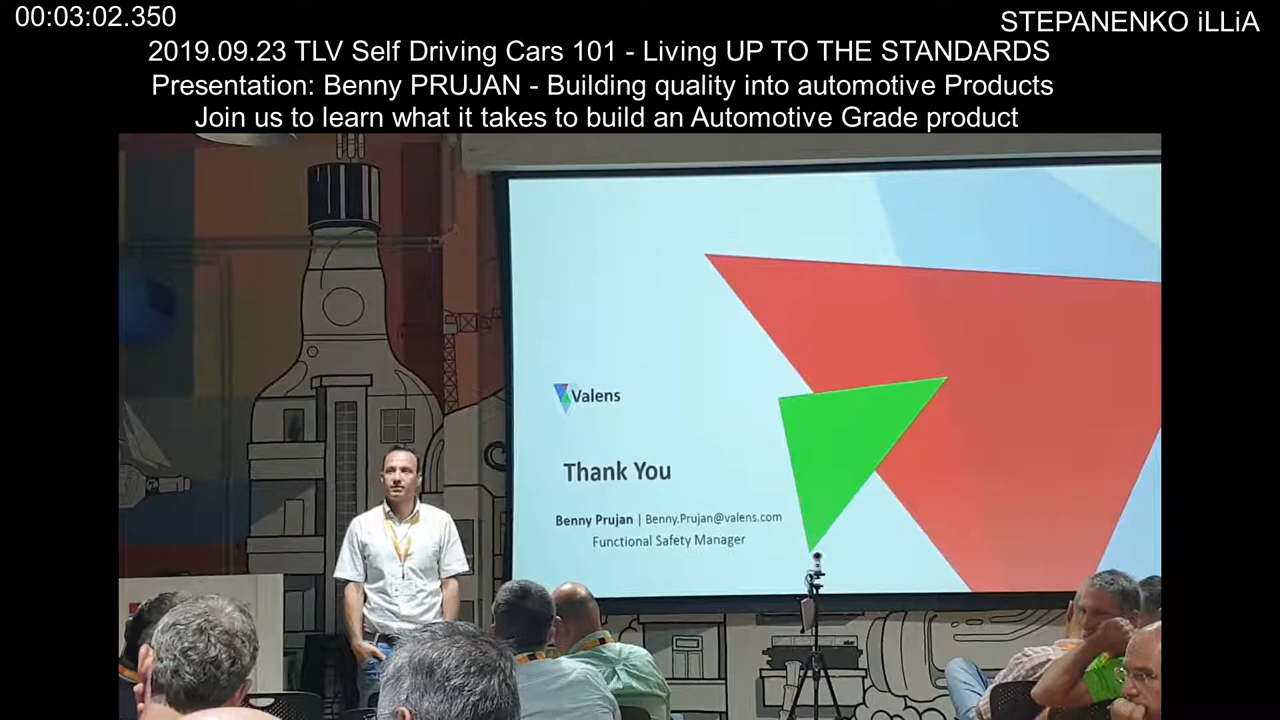 00:03:02.350
STEPANENKO iLLiA
2019.09.23 TLV Self Driving Cars 101 - Living UP TO THE STANDARDS
Presentation: Benny PRUJAN - Building quality into automotive Products
Join us to learn what it takes to build an Automotive Grade product
Valens
Thank You
Benny Prujan | Benny.Prujan@valens.com
Functional Safety Manager